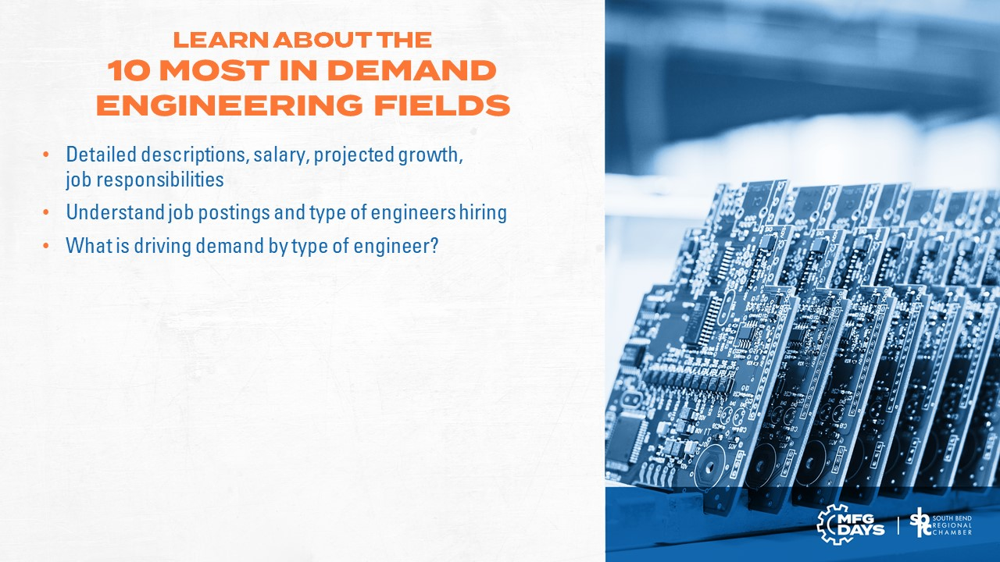 LEARN ABOUT THE
10 MOST IN DEMAND
ENGINEERING FIELDS
• Detailed descriptions, salary, projected growth,
job responsibilities
• Understand job postings and type of engineers hiring
• What is driving demand by type of engineer?
MFG
DAYS
sbrc
SOUTH BEND
REGIONAL
CHAMBER